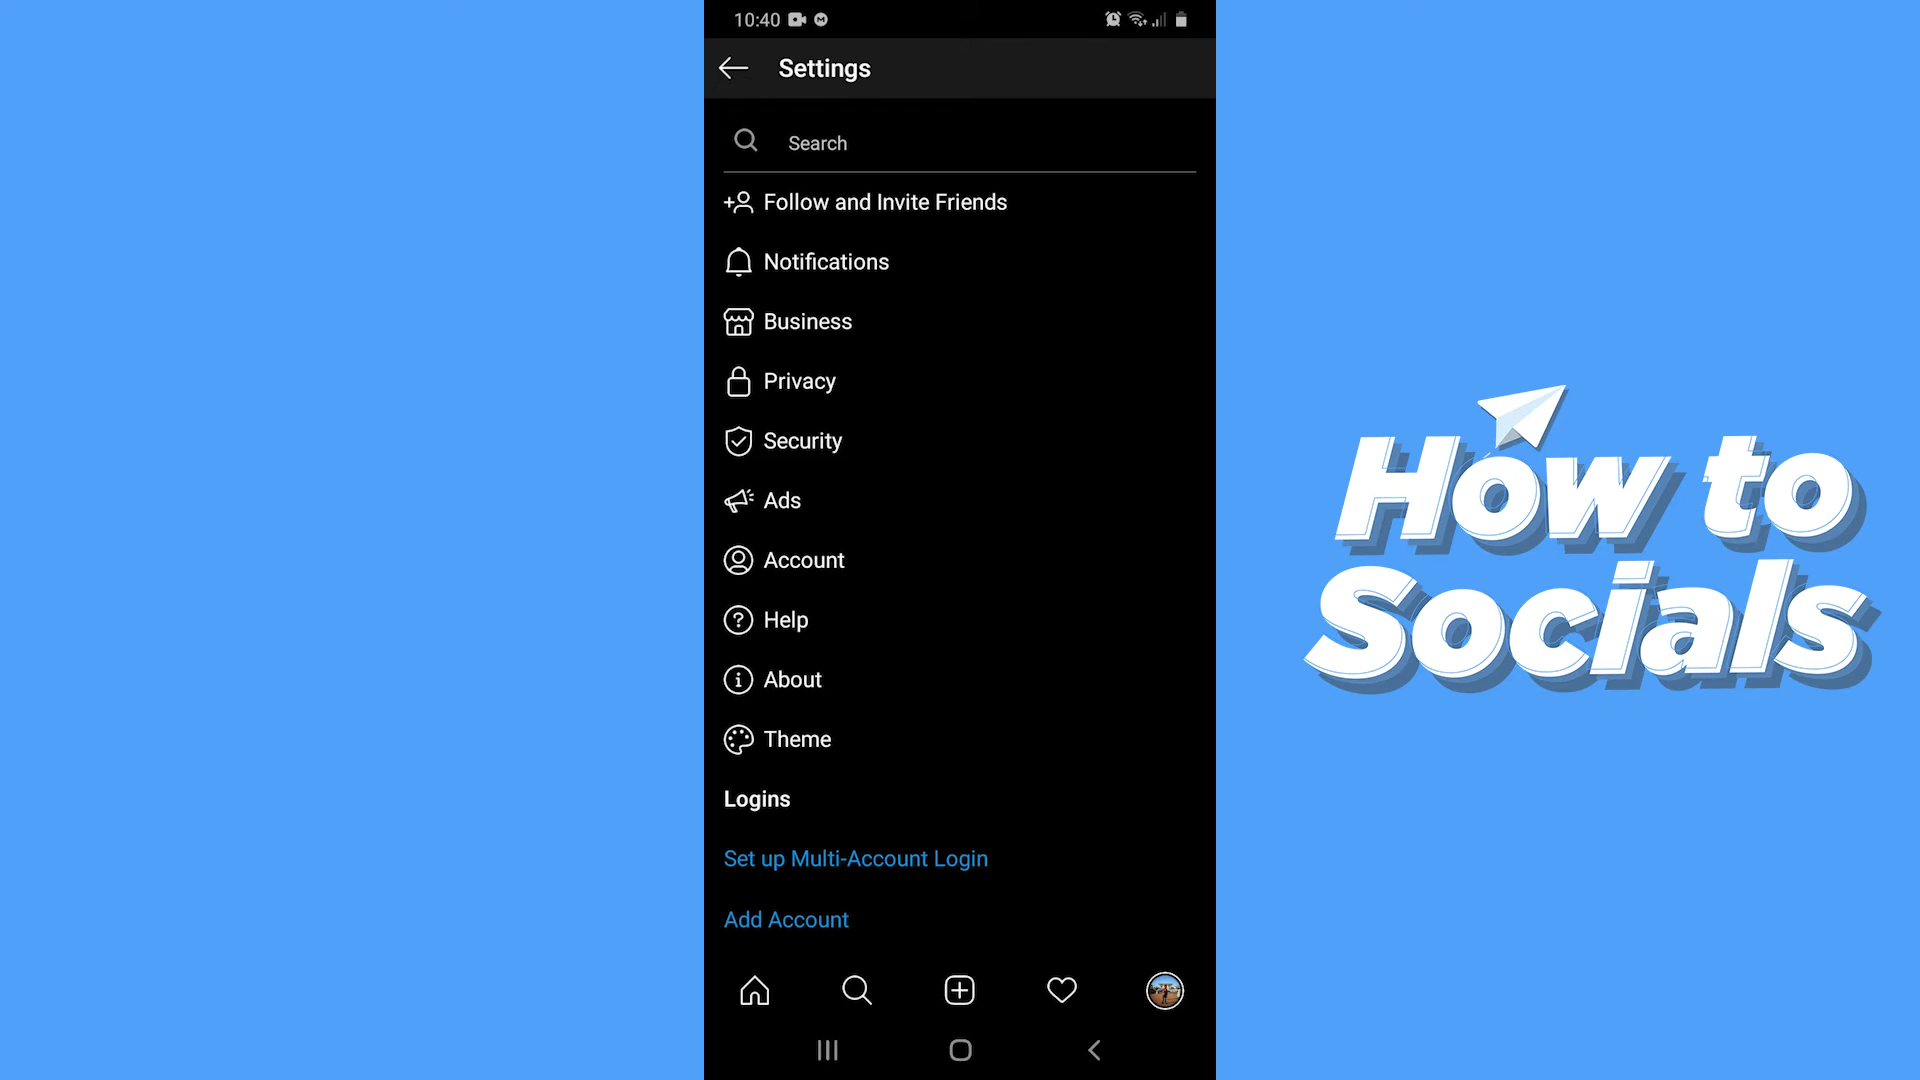 10:40
Settings
Search
Follow and Invite Friends
Notifications
Business
Privacy
Security
Ads
Account
Help
About
Theme
Logins
Set up Multi-Account Login
Add Account
How to
Socials